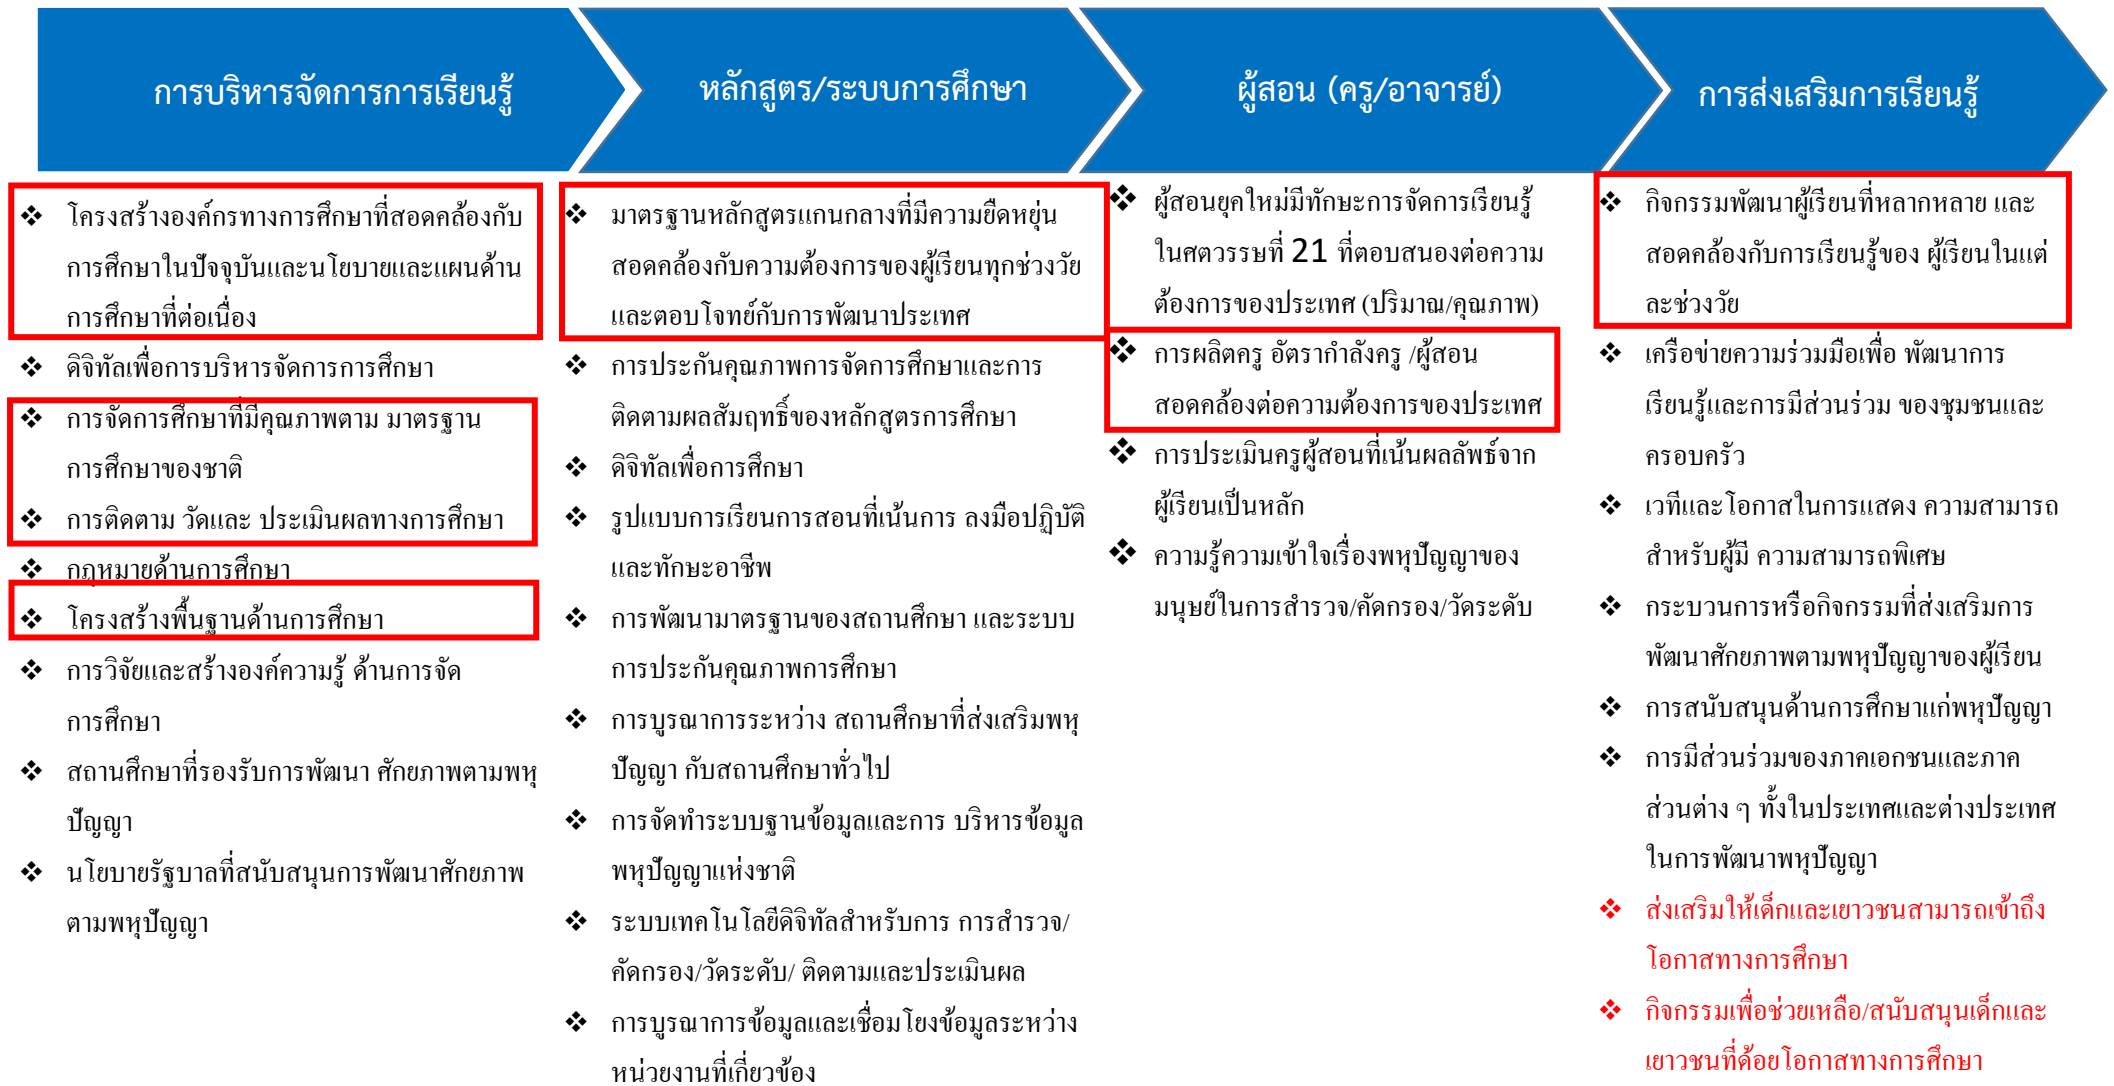 การบริหารจัดการการเรียนรู้
หลักสูตร/ระบบการศึกษา
ผู้สอน (ครู/อาจารย์)
การส่งเสริมการเรียนรู้
❖ โครงสร้างองค์กรทางการศึกษาที่สอดคล้องกับ
การศึกษาในปัจจุบันและนโยบายและแผนด้าน
การศึกษาที่ต่อเนื่อง
❖ ดิจิทัลเพื่อการบริหารจัดการการศึกษา
❖ การจัดการศึกษาที่มีคุณภาพตาม มาตรฐาน
การศึกษาของชาติ
❖ การติดตาม วัดและ ประเมินผลทางการศึกษา
❖ กฎหมายด้านการศึกษา
❖ โครงสร้างพื้นฐานด้านการศึกษา
❖ การวิจัยและสร้างองค์ความรู้ ด้านการจัด
การศึกษา
❖ สถานศึกษาที่รองรับการพัฒนา ศักยภาพตามพหุ
ปัญญา
❖ นโยบายรัฐบาลที่สนับสนุนการพัฒนาศักยภาพ
ตามพหุปัญญา
❖ มาตรฐานหลักสูตรแกนกลางที่มีความยืดหยุ่น
สอดคล้องกับความต้องการของผู้เรียนทุกช่วงวัย
และตอบโจทย์กับการพัฒนาประเทศ
❖ การประกันคุณภาพการจัดการศึกษาและการ
ติดตามผลสัมฤทธิ์ของหลักสูตรการศึกษา
❖ ดิจิทัลเพื่อการศึกษา
❖ รูปแบบการเรียนการสอนที่เน้นการ ลงมือปฏิบัติ
และทักษะอาชีพ
❖ การพัฒนามาตรฐานของสถานศึกษา และระบบ
การประกันคุณภาพการศึกษา
❖ การบูรณาการระหว่าง สถานศึกษาที่ส่งเสริมพหุ
ปัญญา กับสถานศึกษาทั่วไป
❖ การจัดทำระบบฐานข้อมูลและการ บริหารข้อมูล
พหุปัญญาแห่งชาติ
❖ ระบบเทคโนโลยีดิจิทัลสำหรับการ การสำรวจ/
คัดกรอง/วัดระดับ/ ติดตามและประเมินผล
❖ การบูรณาการข้อมูลและเชื่อมโยงข้อมูลระหว่าง
หน่วยงานที่เกี่ยวข้อง
❖ ผู้สอนยุคใหม่มีทักษะการจัดการเรียนรู้
ในศตวรรษที่ 21 ที่ตอบสนองต่อความ
ต้องการของประเทศ (ปริมาณ/คุณภาพ)
❖ การผลิตครู อัตรากำลังครู /ผู้สอน
สอดคล้องต่อความต้องการของประเทศ
❖ การประเมินครูผู้สอนที่เน้นผลลัพธ์จาก
ผู้เรียนเป็นหลัก
❖ ความรู้ความเข้าใจเรื่องพหุปัญญาของ
มนุษย์ในการสำรวจ/คัดกรอง/วัดระดับ
❖ กิจกรรมพัฒนาผู้เรียนที่หลากหลาย และ
สอดคล้องกับการเรียนรู้ของ ผู้เรียนในแต่
ละช่วงวัย
❖ เครือข่ายความร่วมมือเพื่อ พัฒนาการ
เรียนรู้และการมีส่วนร่วม ของชุมชนและ
ครอบครัว
❖ เวทีและโอกาสในการแสดง ความสามารถ
สำหรับผู้มี ความสามารถพิเศษ
❖ กระบวนการหรือกิจกรรมที่ส่งเสริมการ
พัฒนาศักยภาพตามพหุปัญญาของผู้เรียน
❖ การสนับสนุนด้านการศึกษาแก่พหุปัญญา
❖ การมีส่วนร่วมของภาคเอกชนและภาค
ส่วนต่าง ๆ ทั้งในประเทศและต่างประเทศ
ในการพัฒนาพหุปัญญา
❖ ส่งเสริมให้เด็กและเยาวชนสามารถเข้าถึง
โอกาสทางการศึกษา
❖ กิจกรรมเพื่อช่วยเหลือ/สนับสนุนเด็กและ
เยาวชนที่ด้อยโอกาสทางการศึกษา